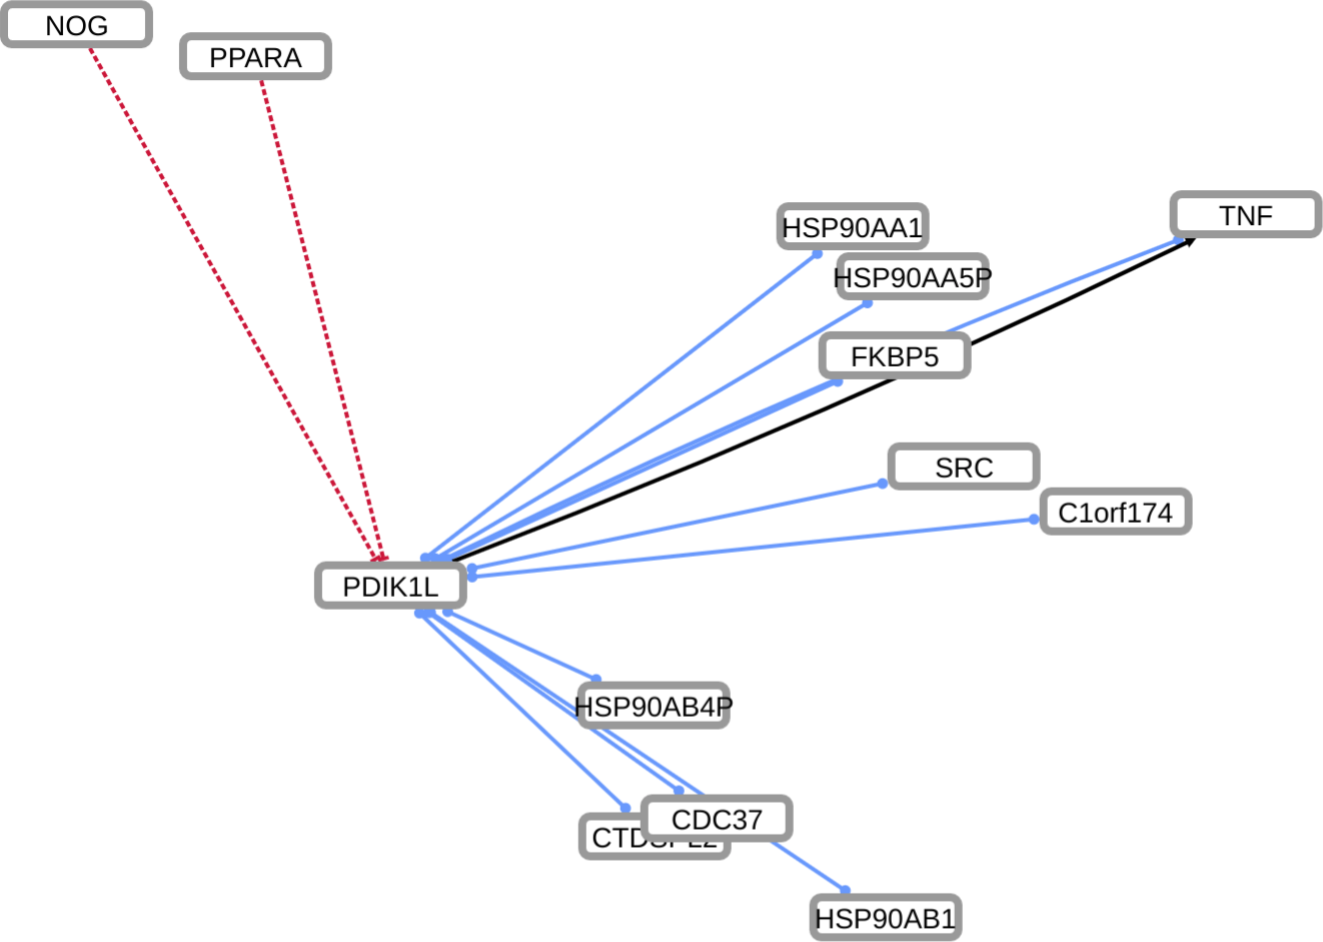 NOG
PPARA
TNF
HSP90AA1
HSP90AA5P
FKBP5
SRC
C1orf174
PDIK1L
HSP90AB4P
CDC37
HSP90AB1